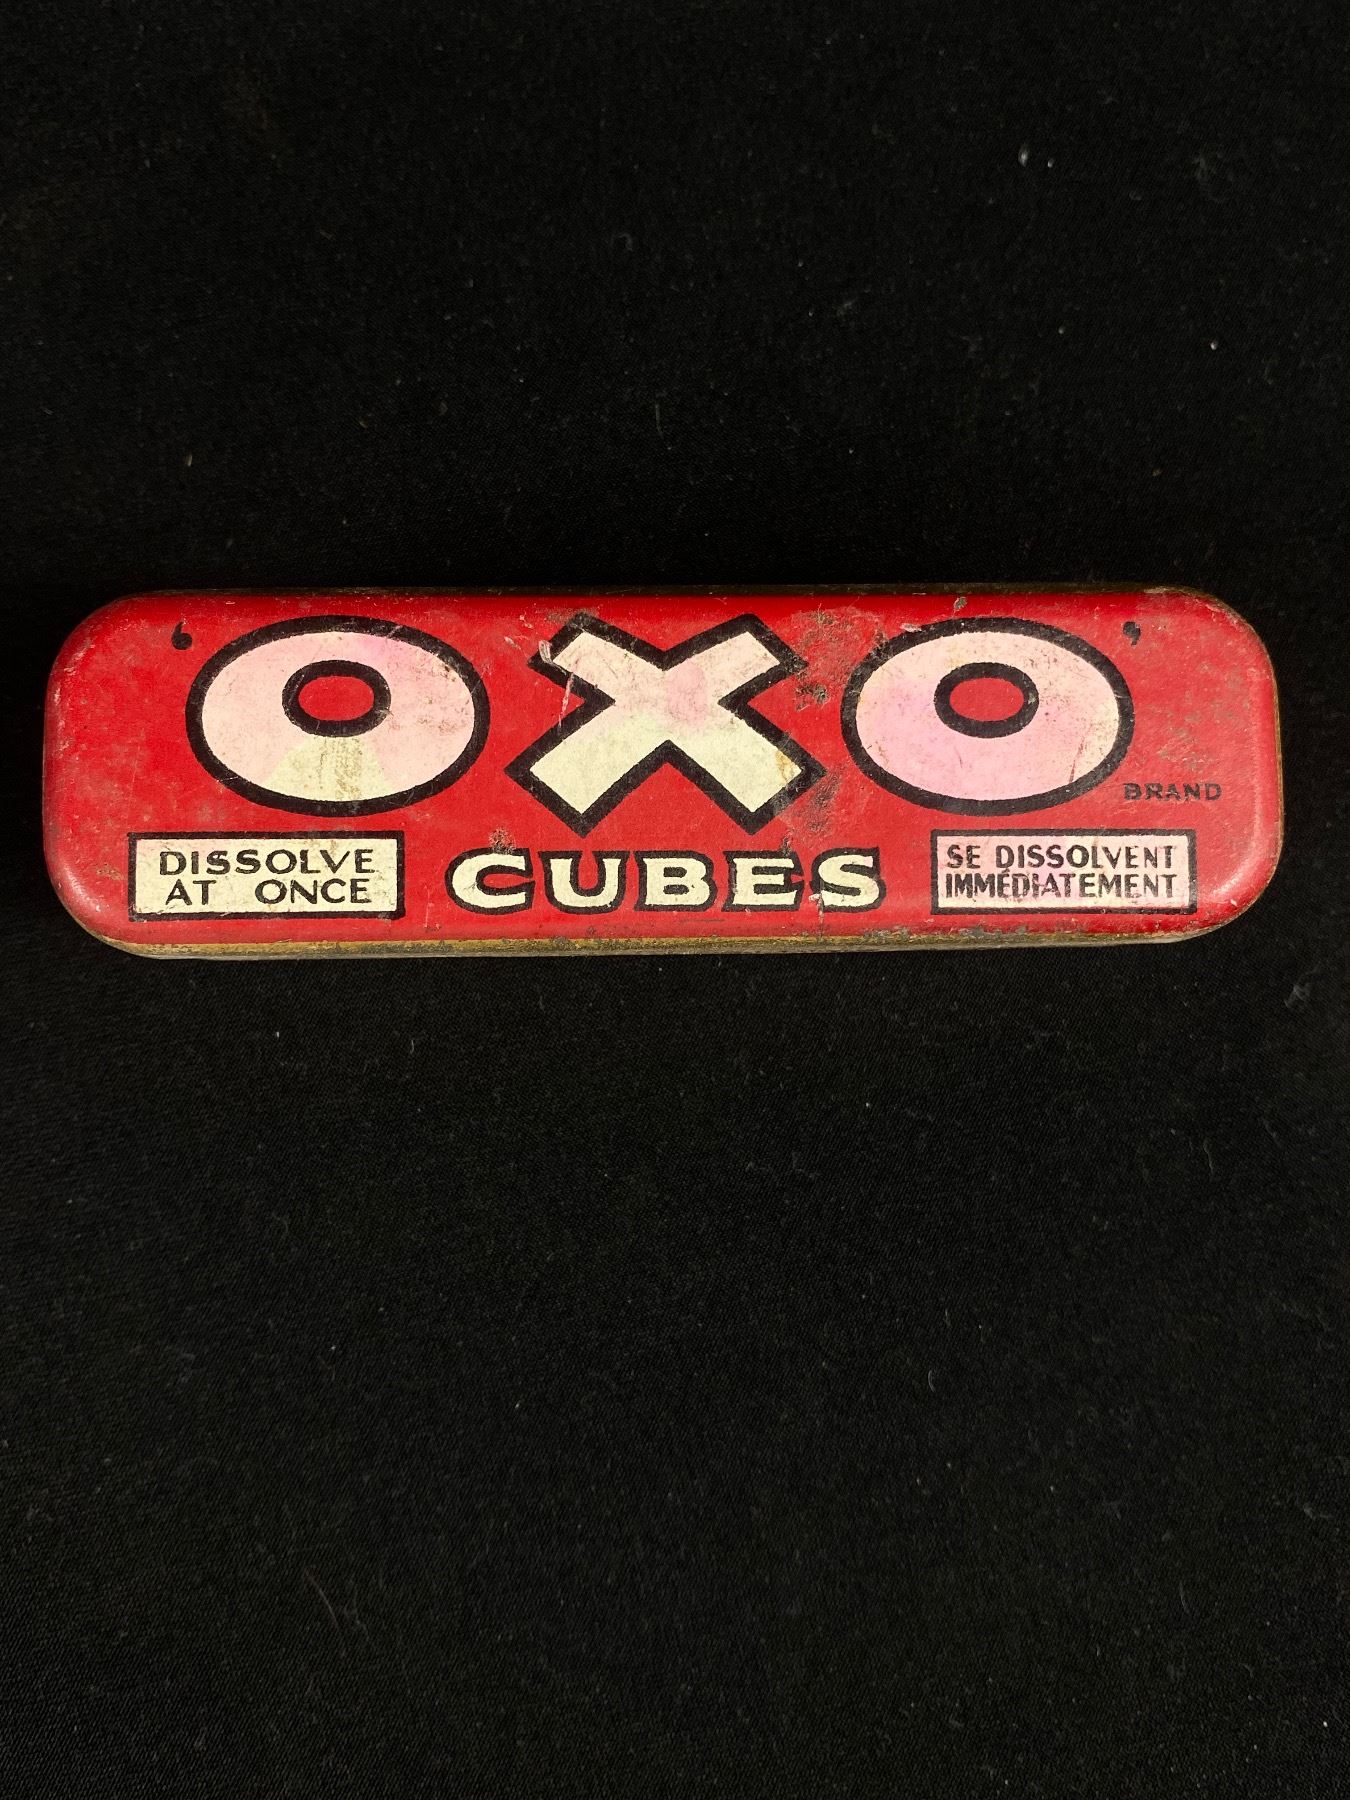 'OXO'
BRAND
DISSOLVE
AT ONCE
CUBES
SE DISSOLVENT
IMMÉDIATEMENT